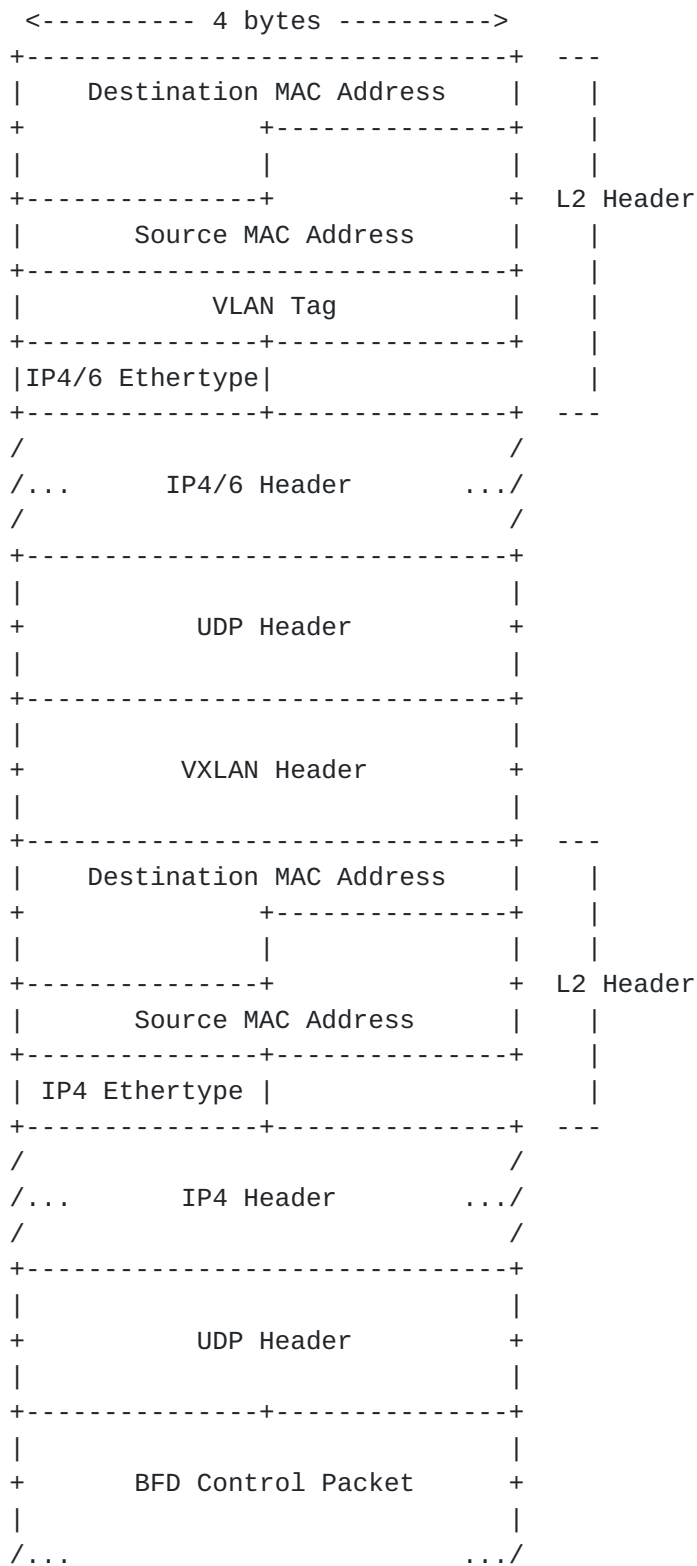 <---------- 4 bytes ---------->
+-------------------------------+  ---
|    Destination MAC Address    |    |
+               +---------------+    |
|               |               |    |
+---------------+               +  L2 Header
|       Source MAC Address      |    |
+-------------------------------+    |
|            VLAN Tag           |    |
+---------------+---------------+    |
|IP4/6 Ethertype|                    |
+---------------+---------------+  ---
/                               /
/...      IP4/6 Header       .../
/                               /
+-------------------------------+
|                               |
+           UDP Header          +
|                               |
+-------------------------------+
|                               |
+          VXLAN Header         +
|                               |
+-------------------------------+  ---
|    Destination MAC Address    |    |
+               +---------------+    |
|               |               |    |
+---------------+               +  L2 Header
|       Source MAC Address      |    |
+---------------+---------------+    |
| IP4 Ethertype |                    |
+---------------+---------------+  ---
/                               /
/...       IP4 Header        .../
/                               /
+-------------------------------+
|                               |
+           UDP Header          +
|                               |
+---------------+---------------+
|                               |
+       BFD Control Packet      +
|                               |
/...                         .../